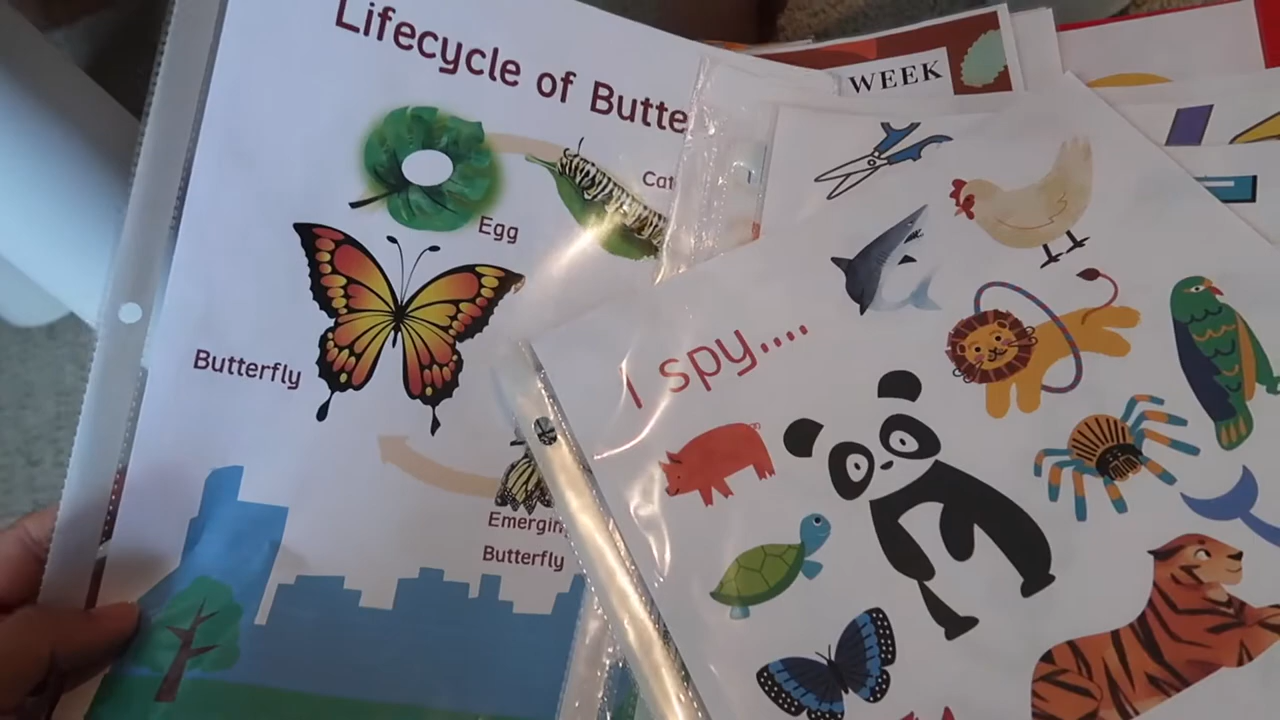 Lifecycle of Butte
WEEK
Cat
Egg
Butterfly
I spy....
Emergin
Butterfly